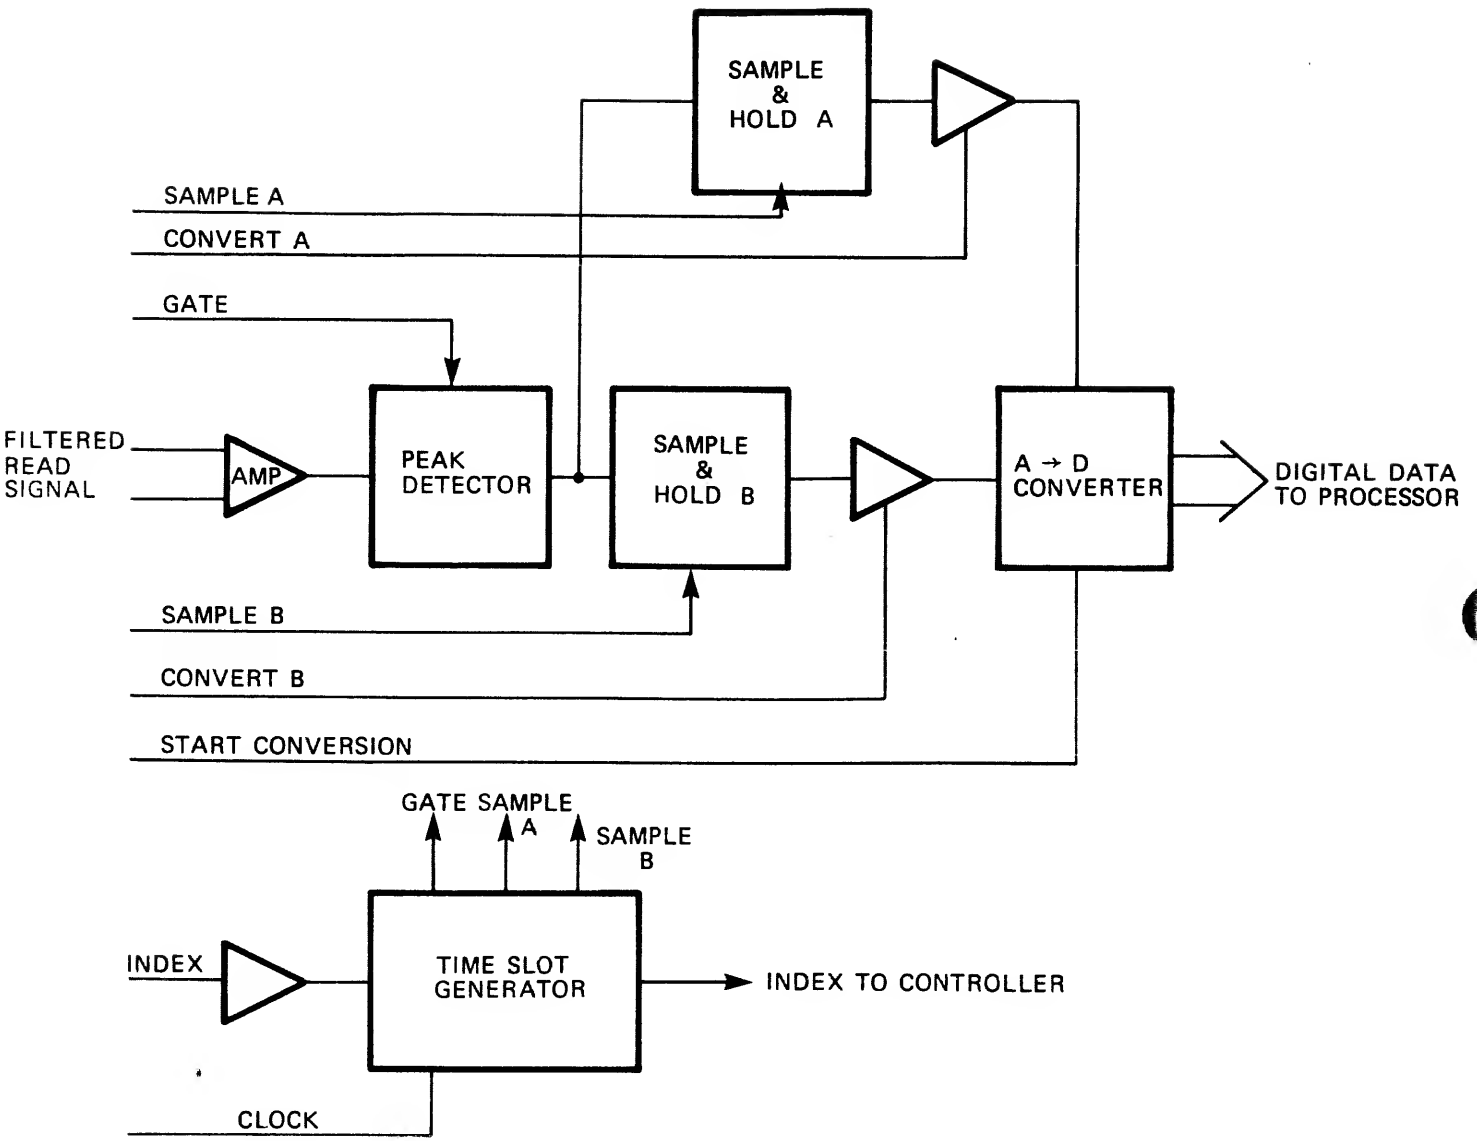 SAMPLE
&
HOLD A
SAMPLE A
CONVERT A
GATE
FILTERED
READ
SIGNAL
AMP
PEAK
DETECTOR
SAMPLE
&
HOLD B
A → D
CONVERTER
DIGITAL DATA
TO PROCESSOR
SAMPLE B
CONVERT B
START CONVERSION
GATE SAMPLE
A
SAMPLE
B
INDEX
TIME SLOT
GENERATOR
INDEX TO CONTROLLER
CLOCK